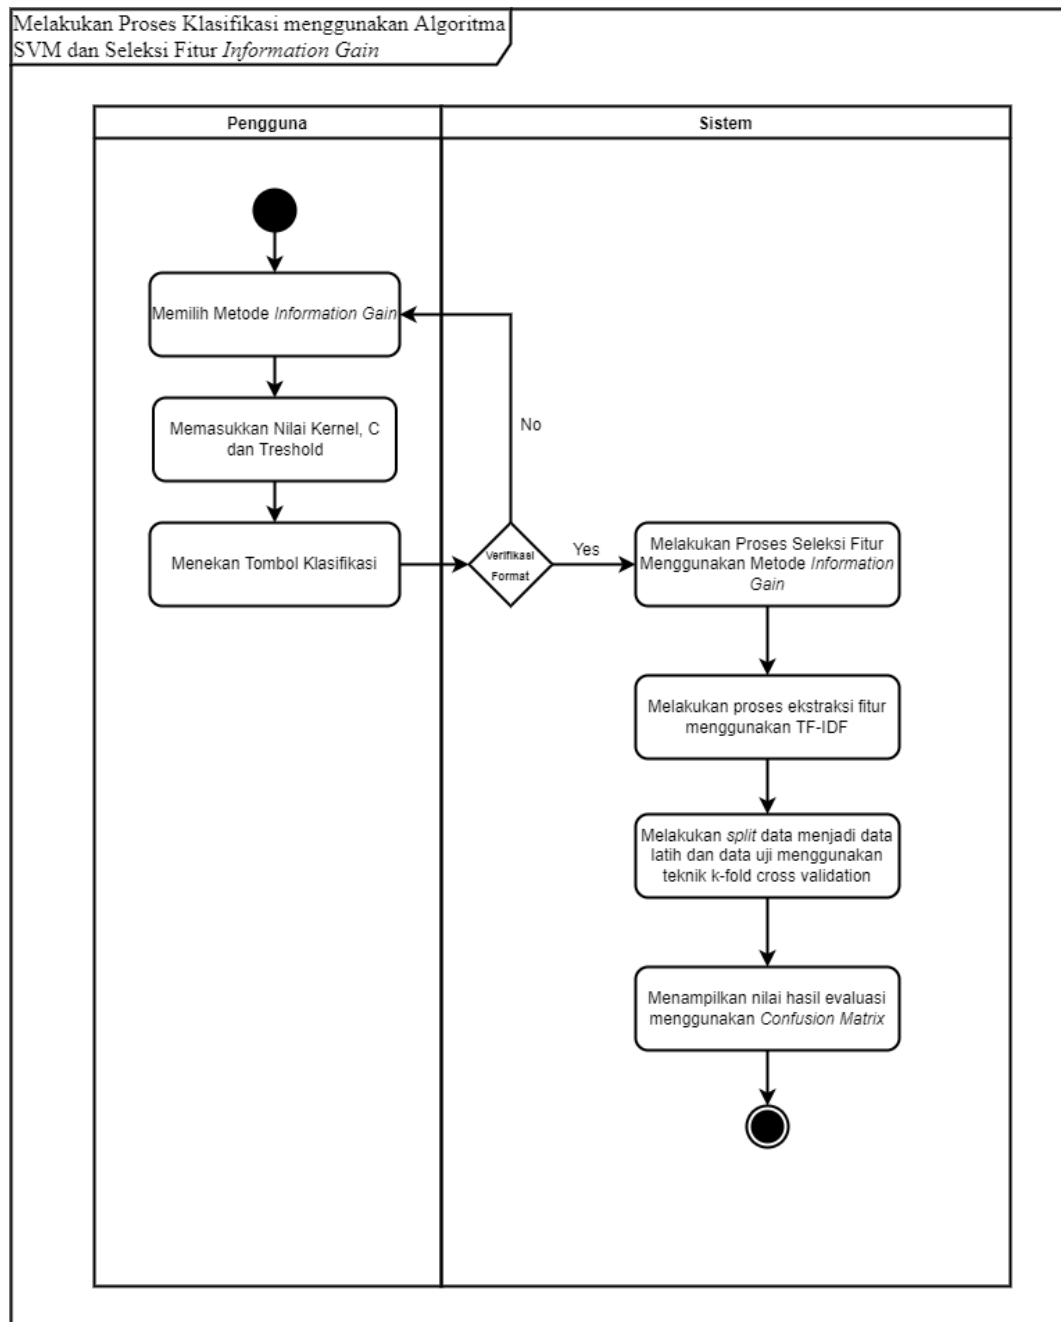 Melakukan Proses Klasifikasi menggunakan Algoritma
SVM dan Seleksi Fitur Information Gain
Pengguna
Sistem
Memilih Metode Information Gain
Memasukkan Nilai Kernel, C
dan Treshold
No
Menekan Tombol Klasifikasi
Verifikasi
Format
Yes
Melakukan Proses Seleksi Fitur
Menggunakan Metode Information
Gain
Melakukan proses ekstraksi fitur
menggunakan TF-IDF
Melakukan split data menjadi data
latih dan data uji menggunakan
teknik k-fold cross validation
Menampilkan nilai hasil evaluasi
menggunakan Confusion Matrix